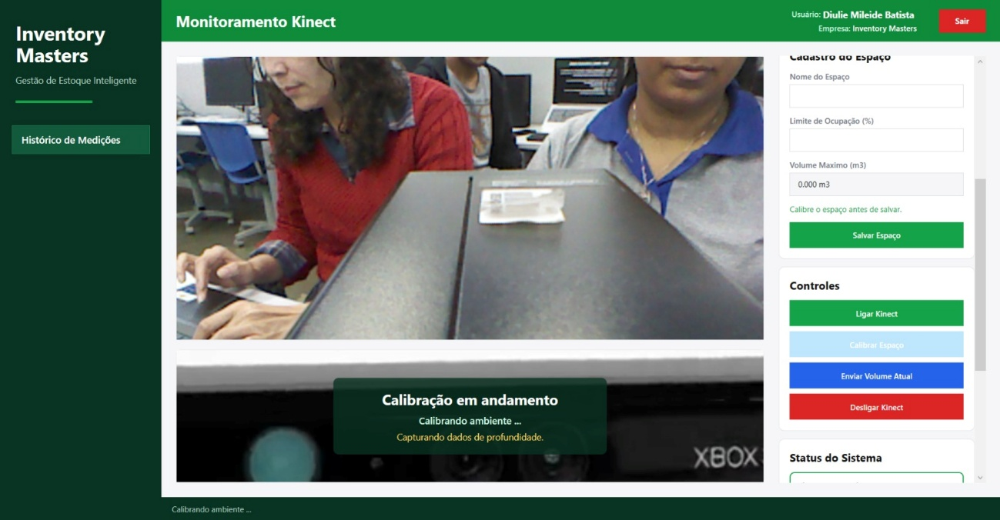 Inventory
Masters
Gestão de Estoque Inteligente
Histórico de Medições
Monitoramento Kinect
Usuário: Diulie Mileide Batista
Empresa: Inventory Masters
Sair
Cadastro do Espaço
Nome do Espaço
Limite de Ocupação (%)
Volume Maximo (m3)
0.000 m3
Calibre o espaço antes de salvar.
Salvar Espaço
Controles
Ligar Kinect
Calibrar Espaço
Enviar Volume Atual
Desligar Kinect
Status do Sistema
Calibração em andamento
Calibrando ambiente ...
Capturando dados de profundidade.
XBOX
Calibrando ambiente ...